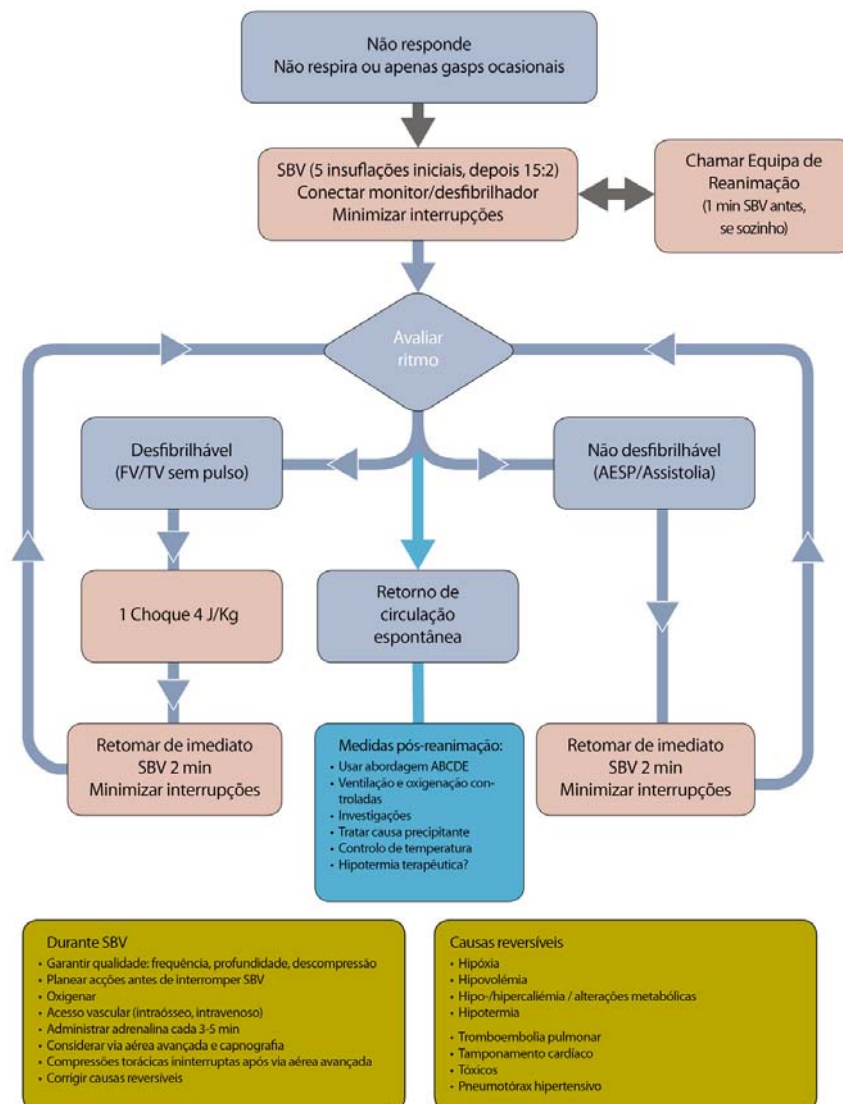 Não responde
Não respira ou apenas gasps ocasionais
SBV (5 insuflações iniciais, depois 15:2)
Conectar monitor/desfibrilhador
Minimizar interrupções
Chamar Equipa de
Reanimação
(1 min SBV antes,
se sozinho)
Avaliar
ritmo
Desfibrilhável
(FV/TV sem pulso)
Não desfibrilhável
(AESP/Assistolia)
1 Choque 4 J/Kg
Retorno de
circulação
espontânea
Retomar de imediato
SBV 2 min
Minimizar interrupções
Medidas pós-reanimação:
• Usar abordagem ABCDE
• Ventilação e oxigenação con-
troladas
• Investigações
• Tratar causa precipitante
• Controlo de temperatura
• Hipotermia terapêutica?
Retomar de imediato
SBV 2 min
Minimizar interrupções
Durante SBV
• Garantir qualidade: frequência, profundidade, descompressão
• Planear acções antes de interromper SBV
• Oxigenar
• Acesso vascular (intraósseo, intravenoso)
• Administrar adrenalina cada 3-5 min
• Considerar via aérea avançada e capnografia
• Compressões torácicas ininterruptas após via aérea avançada
• Corrigir causas reversíveis
Causas reversíveis
• Hipóxia
• Hipovolémia
• Hipo-/hipercaliémia / alterações metabólicas
• Hipotermia
• Tromboembolia pulmonar
• Tamponamento cardíaco
• Tóxicos
• Pneumotórax hipertensivo